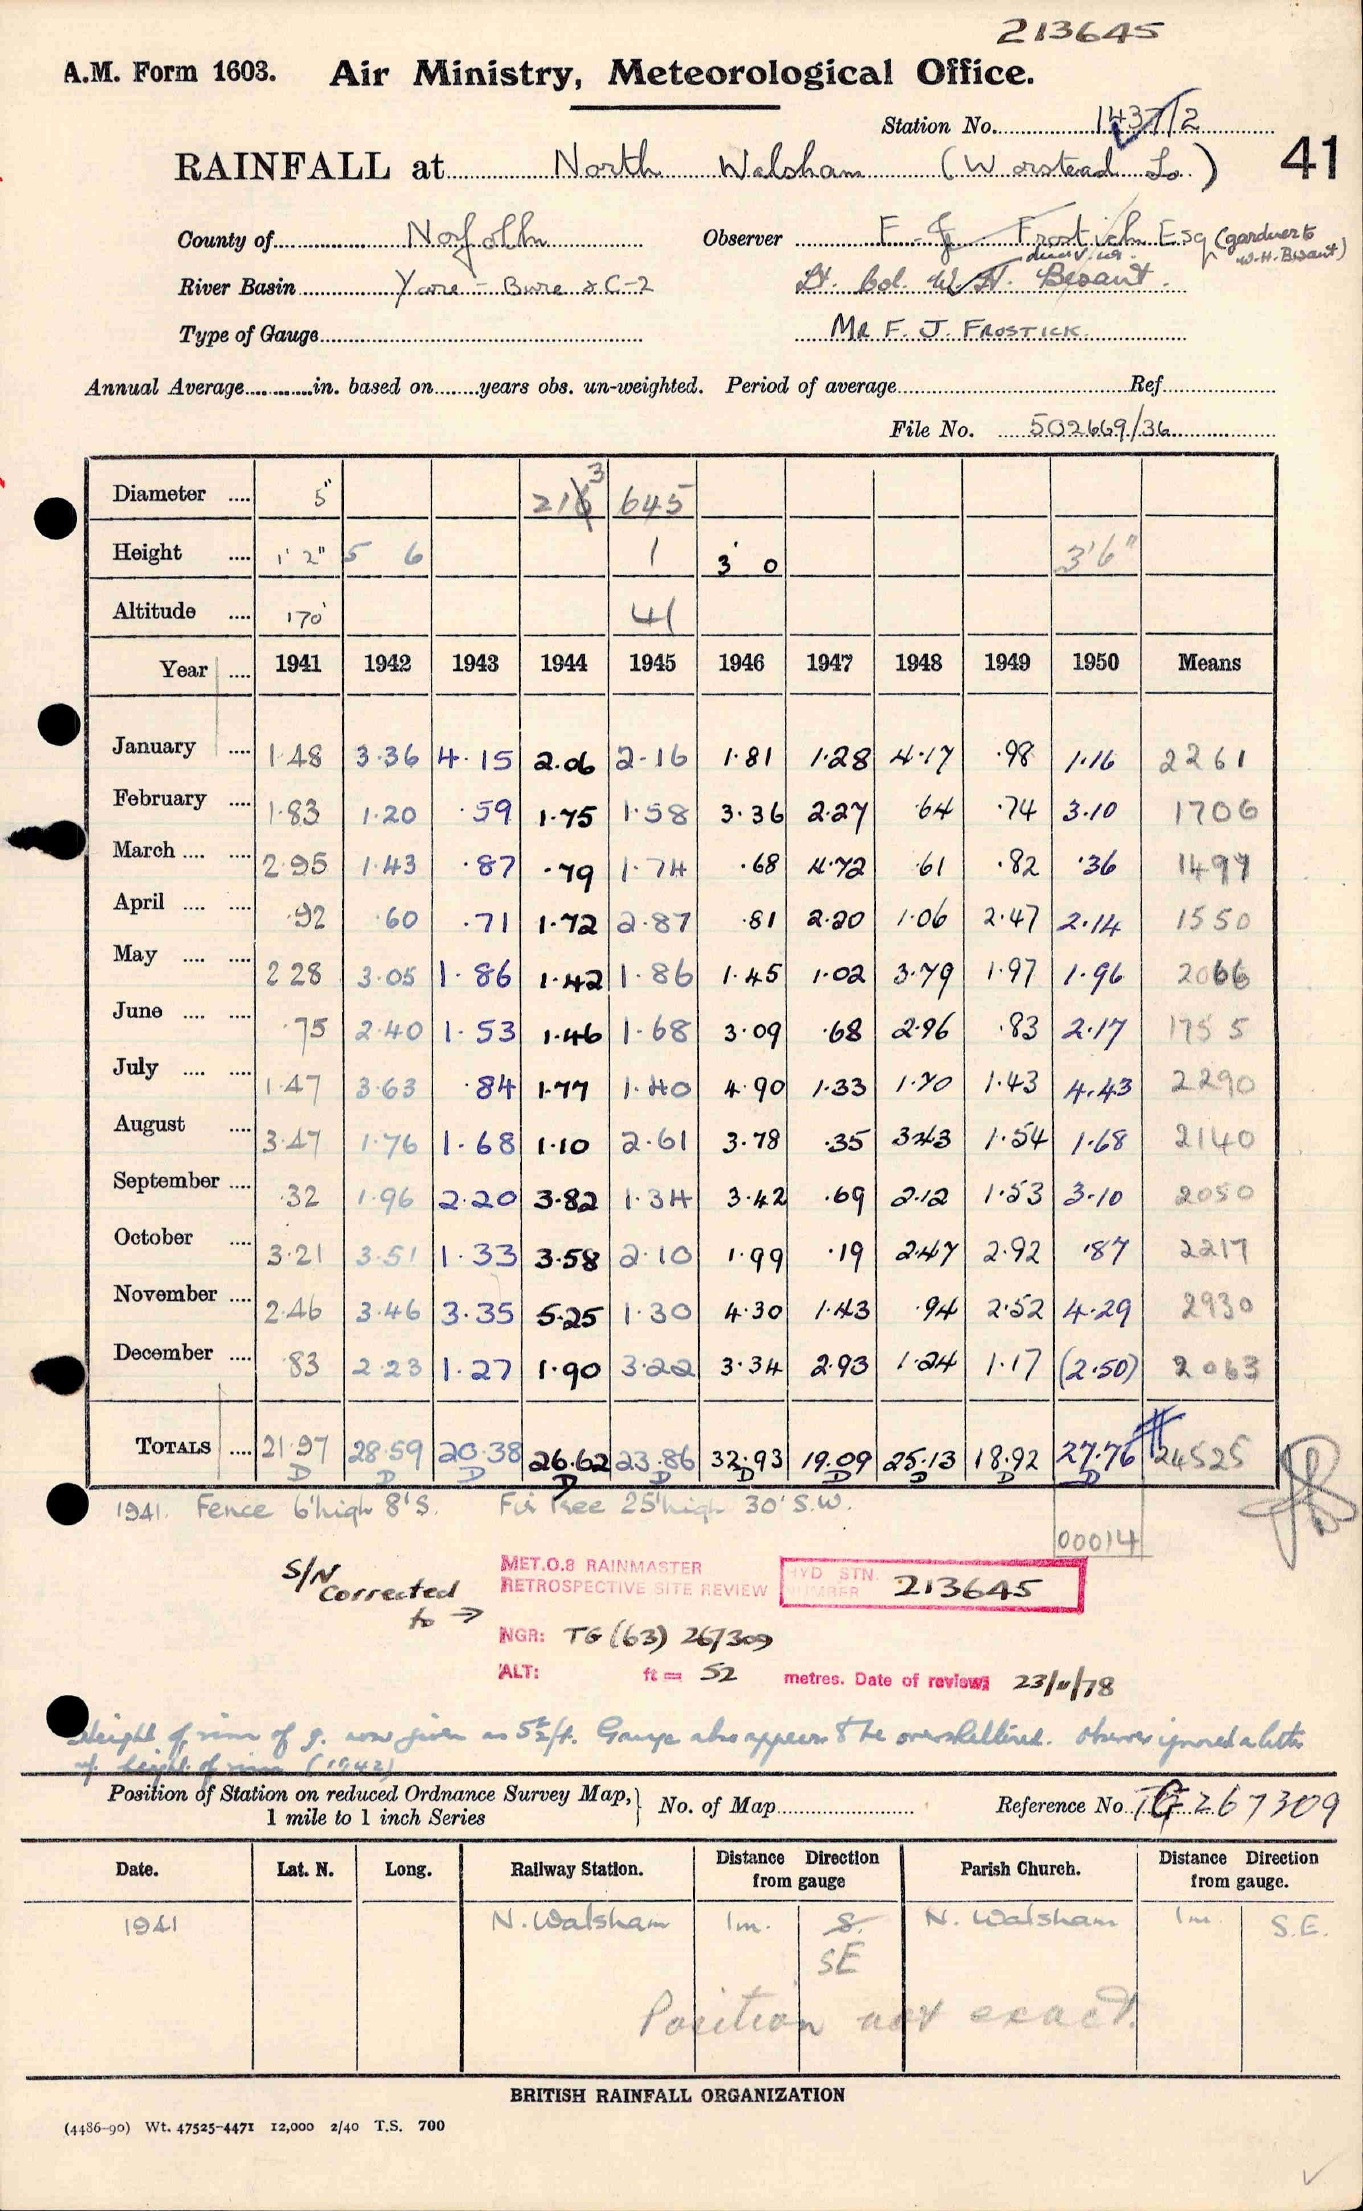 213645
A.M. Form 1603. Air Ministry, Meteorological Office.
Station No. 1437/2
RAINFALL at North Walsham (Worstead Lo.) 41
County of Norfolk Observer F. J. Frostick Esq (gardner to W.H. Besant)
River Basin Yare - Bure &C-2 Lt. Col. W. H. Besant.
Type of Gauge MR F. J. FROSTICK.
Annual Average in. based on years obs. un-weighted. Period of average Ref.
File No. 502669/36
Diameter 5" 2163 645
Height 1' 2" 5 6 1 3' 0 3'6"
Altitude 170' 41
Year 1941 1942 1943 1944 1945 1946 1947 1948 1949 1950 Means
January 1.48 3.36 4.15 2.06 2.16 1.81 1.28 4.17 .98 1.16 2261
February 1.83 1.20 .59 1.75 1.58 3.36 2.27 .64 .74 3.10 1706
March 2.95 1.43 .87 .79 1.74 .68 4.72 .61 .82 .36 1497
April .92 .60 .71 1.72 2.87 .81 2.20 1.06 2.47 2.14 1550
May 2.28 3.05 1.86 1.42 1.86 1.45 1.02 3.79 1.97 1.96 2066
June .75 2.40 1.53 1.46 1.68 3.09 .68 2.96 .83 2.17 1755
July 1.47 3.63 .84 1.77 1.40 4.90 1.33 1.70 1.43 4.43 2290
August 3.47 1.76 1.68 1.10 2.61 3.78 .35 3.43 1.54 1.68 2140
September .32 1.96 2.20 3.82 1.34 3.42 .69 2.12 1.53 3.10 2050
October 3.21 3.51 1.33 3.58 2.10 1.99 .19 2.47 2.92 .87 2217
November 2.46 3.46 3.35 5.25 1.30 4.30 1.43 .94 2.52 4.29 2930
December .83 2.23 1.27 1.90 3.22 3.34 2.93 1.24 1.17 (2.50) 2063
TOTALS 21.97 28.59 20.38 26.62 23.86 32.93 19.09 25.13 18.92 27.76 24525
D D D D D D D D D
1941. Fence 6' high 8' S. Fir Tree 25' high 30' S.W.
00014
S/N Corrected to →
MET.O.8 RAINMASTER
RETROSPECTIVE SITE REVIEW
HYD STN. NUMBER 213645
NGR: TG (63) 267309
ALT: ft = 52 metres. Date of review: 23/11/78
Height of rim of g. now given as 5½ ft. Gauge also appears to be oversheltered. Observer ignored a letter
of height of rim (1942)
Position of Station on reduced Ordnance Survey Map, 1 mile to 1 inch Series No. of Map Reference No. TG 267309
Date. Lat. N. Long. Railway Station. Distance Direction from gauge Parish Church. Distance Direction from gauge.
1941 N. Walsham 1m. S. N. Walsham 1m. S.E.
SE
Position not exact.
BRITISH RAINFALL ORGANIZATION
(4486-90) Wt. 47525-4471 12,000 2/40 T.S. 700